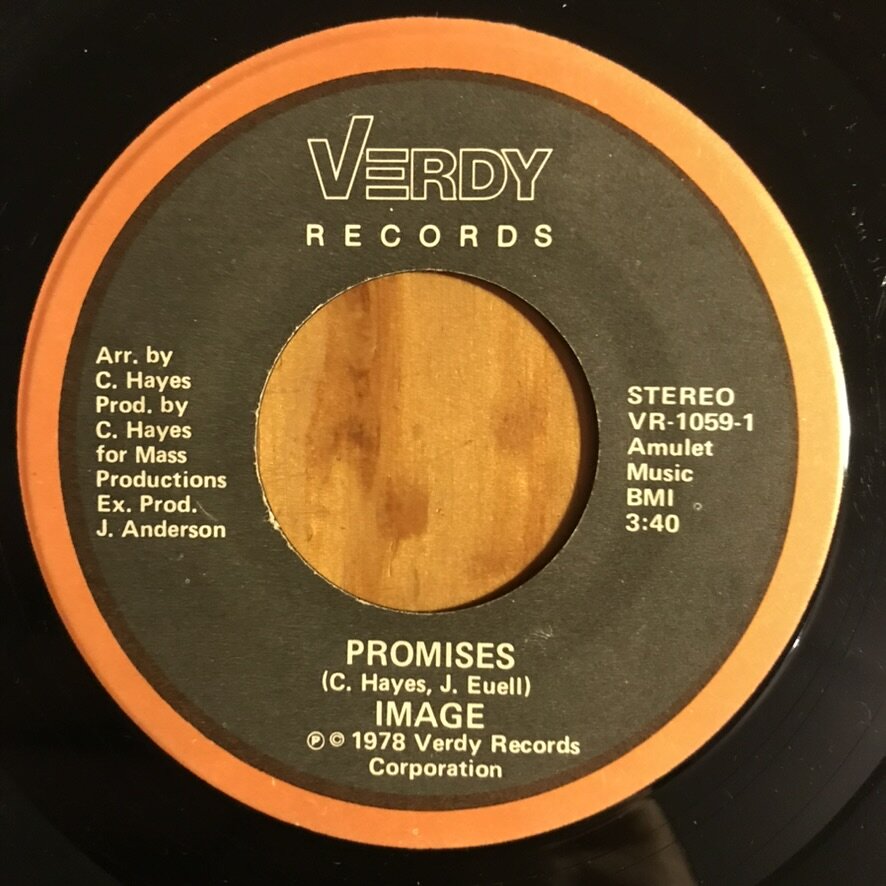 VERDY
RECORDS
Arr. by
C. Hayes
Prod. by
C. Hayes
for Mass
Productions
Ex. Prod.
J. Anderson
STEREO
VR-1059-1
Amulet
Music
BMI
3:40
PROMISES
(C. Hayes, J. Euell)
IMAGE
℗ © 1978 Verdy Records
Corporation